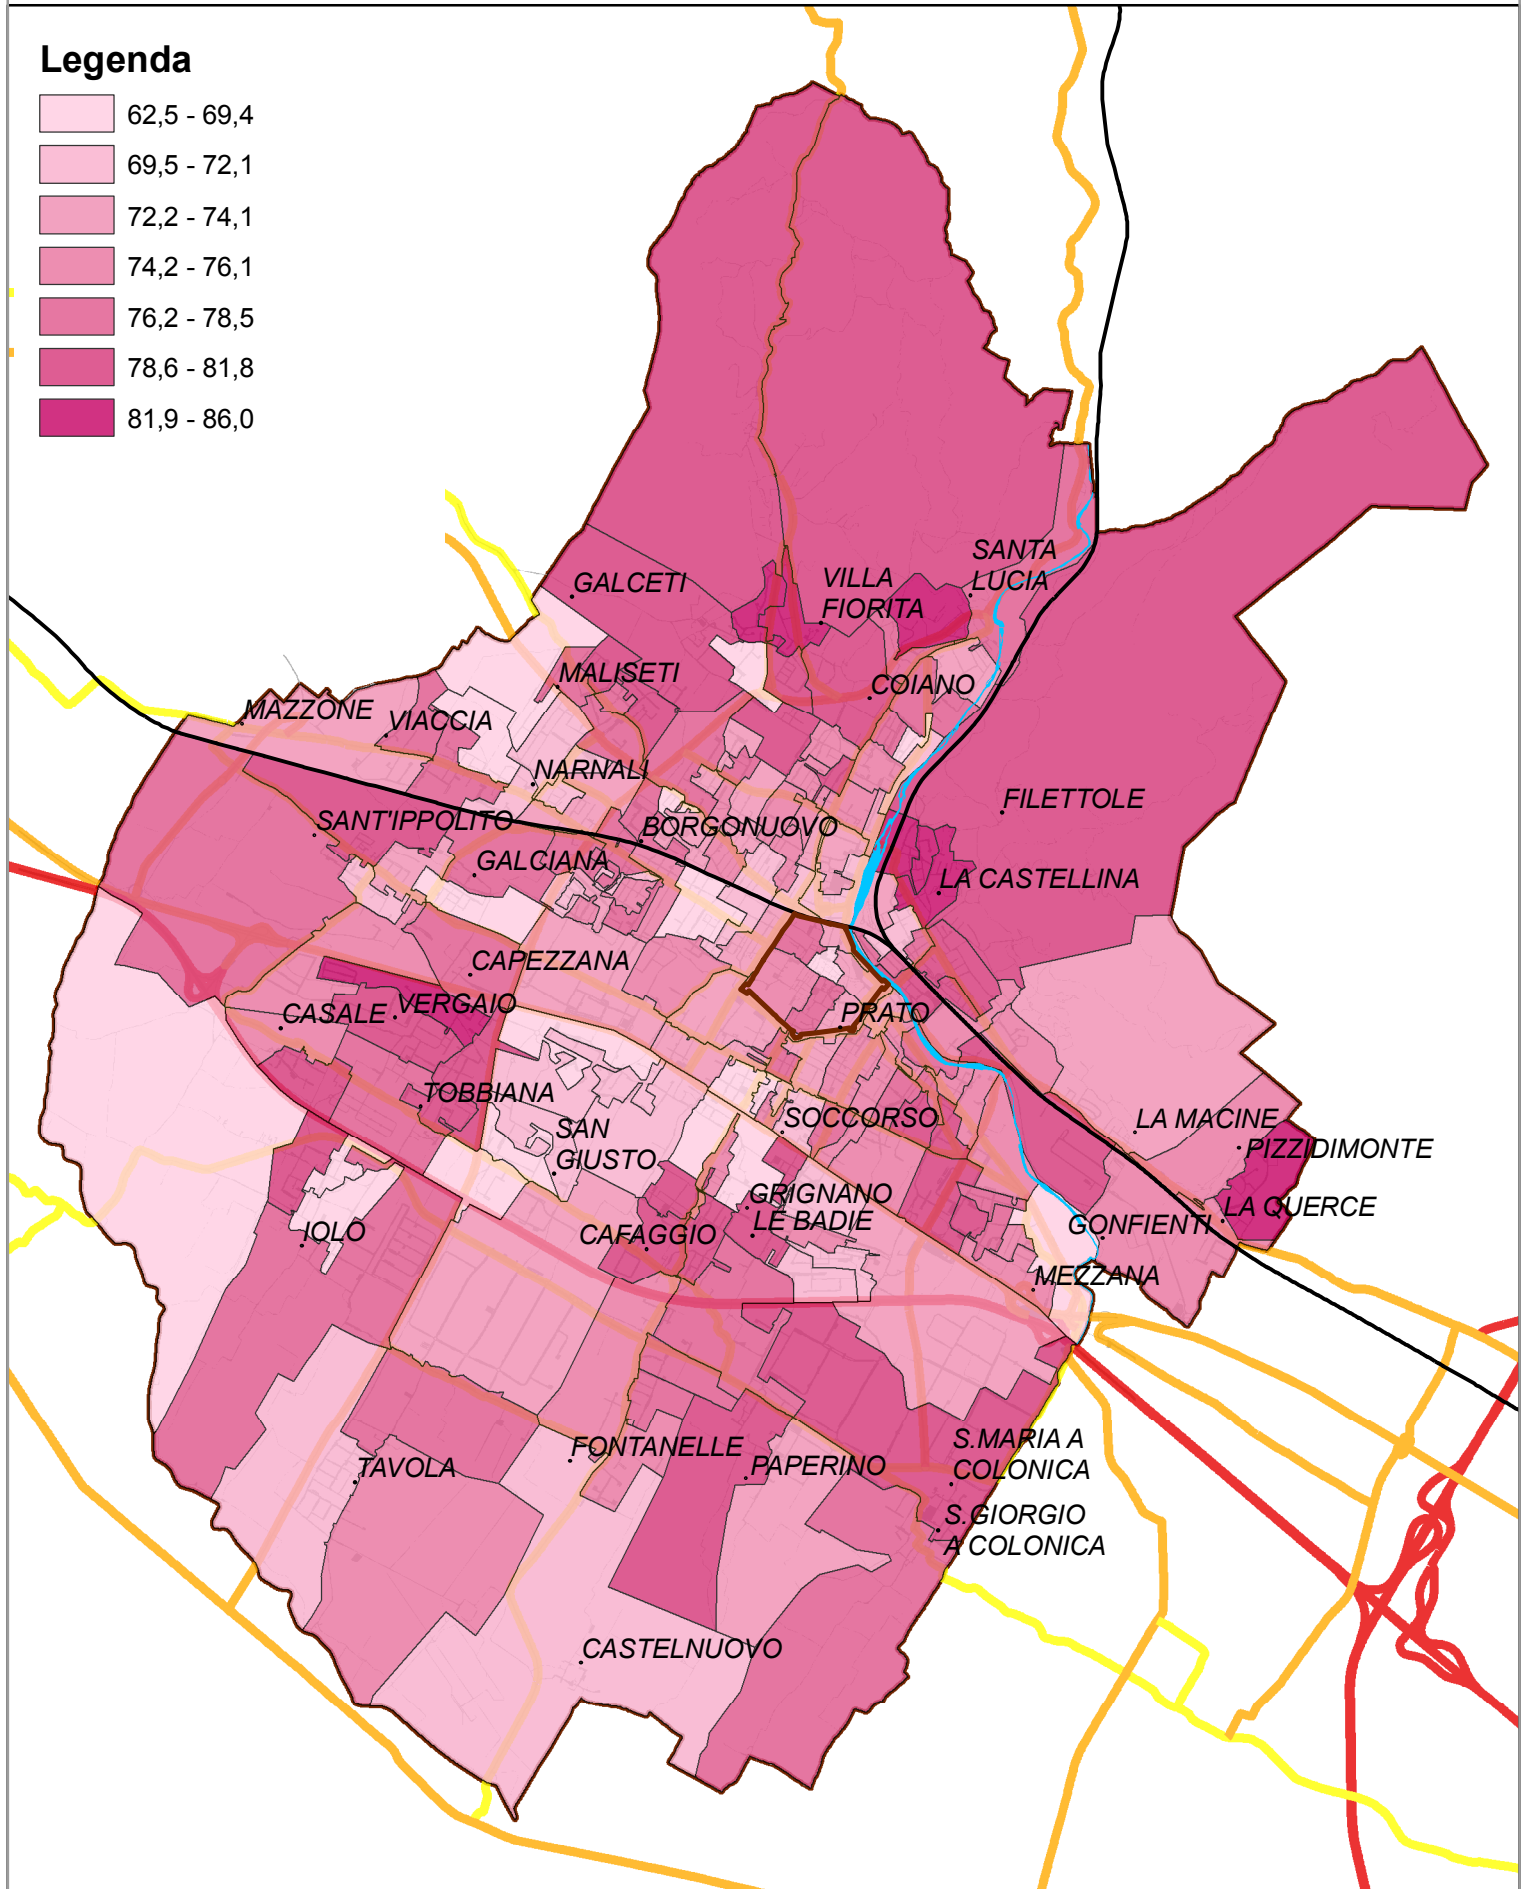 Legenda
62,5 - 69,4
69,5 - 72,1
72,2 - 74,1
74,2 - 76,1
76,2 - 78,5
78,6 - 81,8
81,9 - 86,0
SANTA
LUCIA
GALCETI
VILLA
FIORITA
MALISETI
COIANO
MAZZONE
VIACCIA
NARNALI
FILETTOLE
SANT'IPPOLITO
BORGONUOVO
GALCIANA
LA CASTELLINA
CAPEZZANA
CASALE
VERGAIO
PRATO
TOBBIANA
SOCCORSO
LA MACINE
SAN
GIUSTO
PIZZIDIMONTE
GRIGNANO
LE BADIE
LA QUERCE
IOLO
CAFAGGIO
GONFIENTI
MEZZANA
FONTANELLE
S.MARIA A
COLONICA
TAVOLA
PAPERINO
S.GIORGIO
A COLONICA
CASTELNUOVO